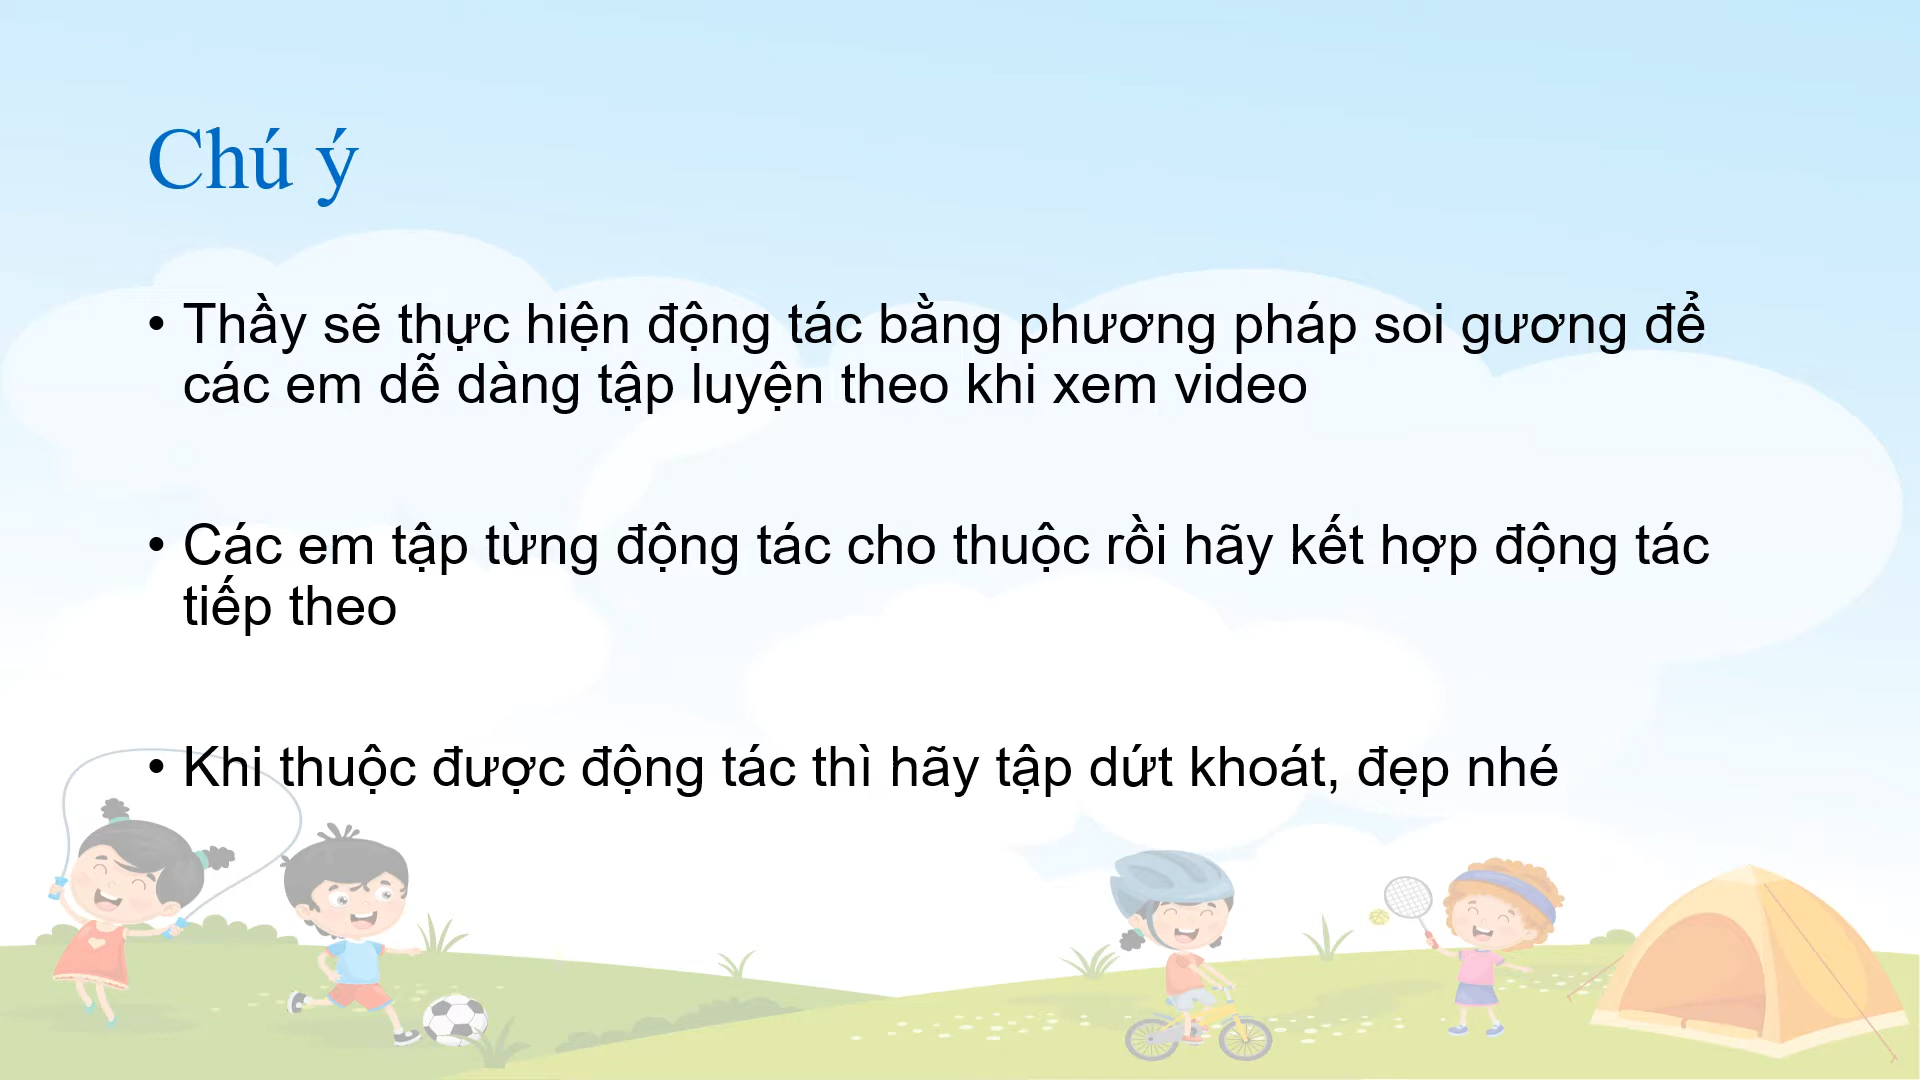 Chú ý
• Thầy sẽ thực hiện động tác bằng phương pháp soi gương để
các em dễ dàng tập luyện theo khi xem video
• Các em tập từng động tác cho thuộc rồi hãy kết hợp động tác
tiếp theo
• Khi thuộc được động tác thì hãy tập dứt khoát, đẹp nhé